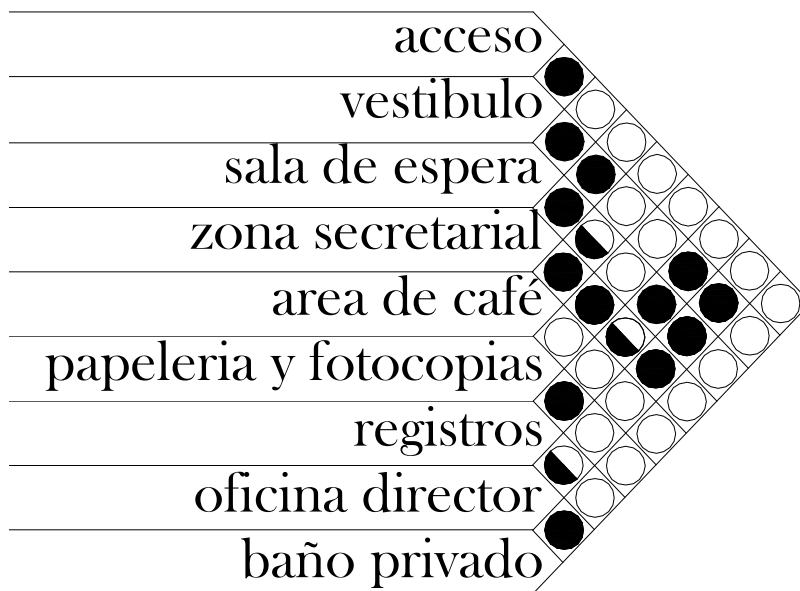 acceso
vestibulo
sala de espera
zona secretarial
area de café
papeleria y fotocopias
registros
oficina director
baño privado